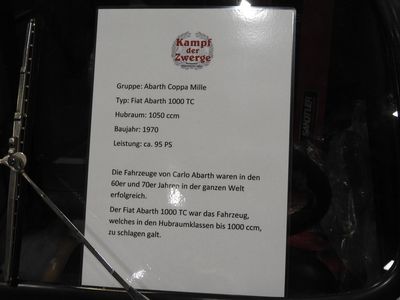 Kampf
der
Zwerge
Gruppe: Abarth Coppa Mille
Typ: Fiat Abarth 1000 TC
Hubraum: 1050 ccm
Baujahr: 1970
Leistung: ca. 95 PS
Die Fahrzeuge von Carlo Abarth waren in den
60er und 70er Jahren in der ganzen Welt
erfolgreich.
Der Fiat Abarth 1000 TC war das Fahrzeug,
welches in den Hubraumklassen bis 1000 ccm,
zu schlagen galt.
SANDTLER